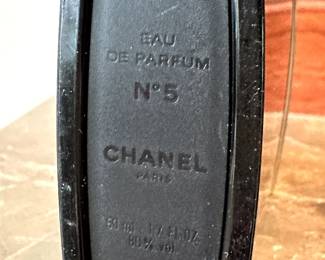 EAU
DE PARFUM
N°5
CHANEL
PARIS
50 ml - 1.7 FL. OZ.
80% vol